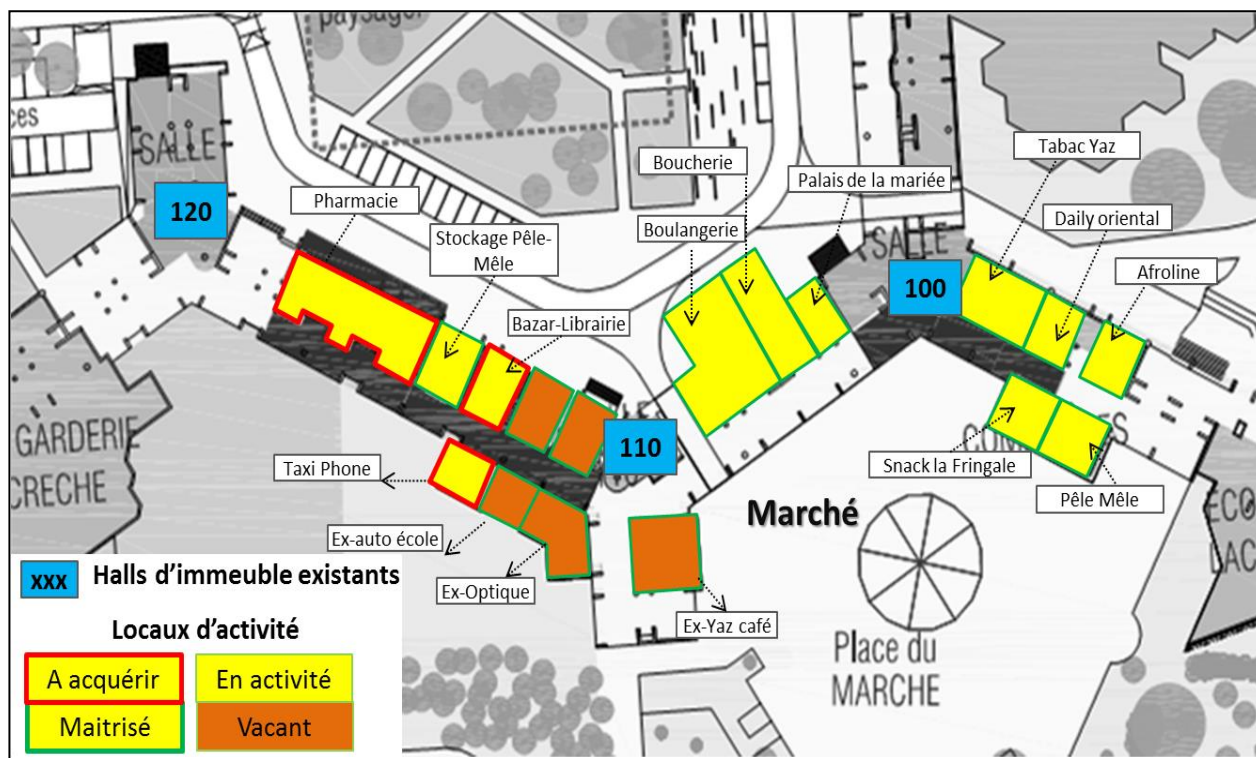 paysager
ces
SALLE
120
Pharmacie
Stockage Pêle-
Mêle
Bazar-Librairie
Boucherie
Boulangerie
Palais de la mariée
SALLE
100
Tabac Yaz
Daily oriental
Afroline
110
GARDERIE
CRECHE
Taxi Phone
Ex-auto école
Ex-Optique
Ex-Yaz café
Marché
Snack la Fringale
Pêle Mêle
Place du
MARCHE
xxx
Halls d'immeuble existants
Locaux d'activité
A acquérir
En activité
Maitrisé
Vacant